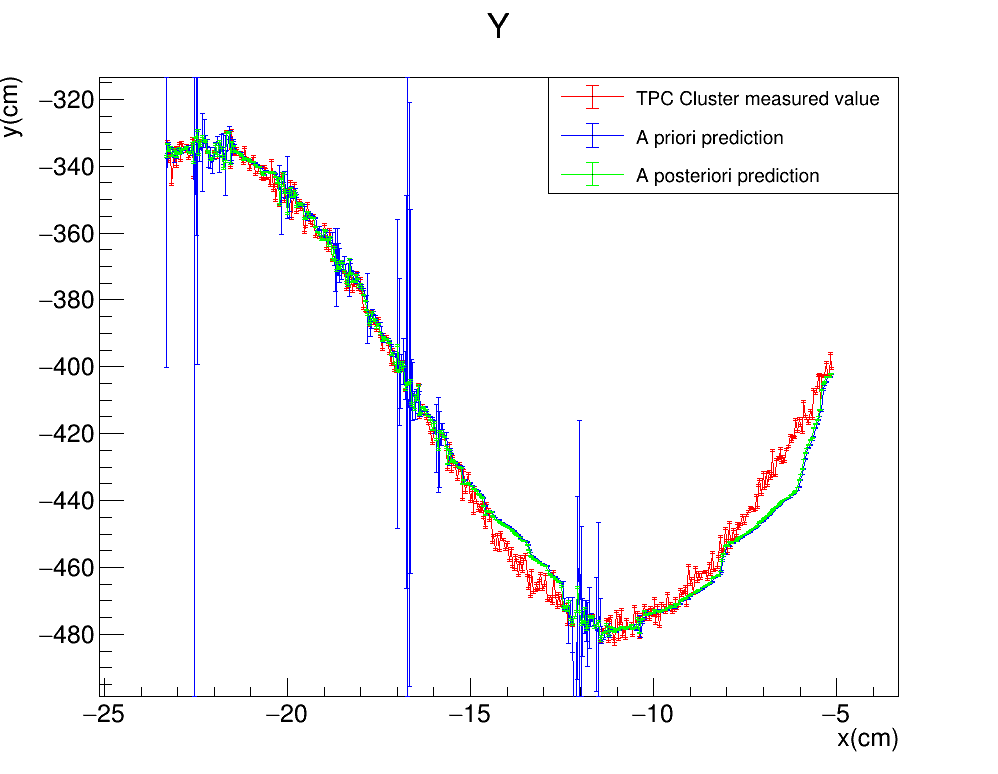 Y
y(cm)
−320
−340
−360
−380
−400
−420
−440
−460
−480
TPC Cluster measured value
A priori prediction
A posteriori prediction
−25
−20
−15
−10
−5
x(cm)